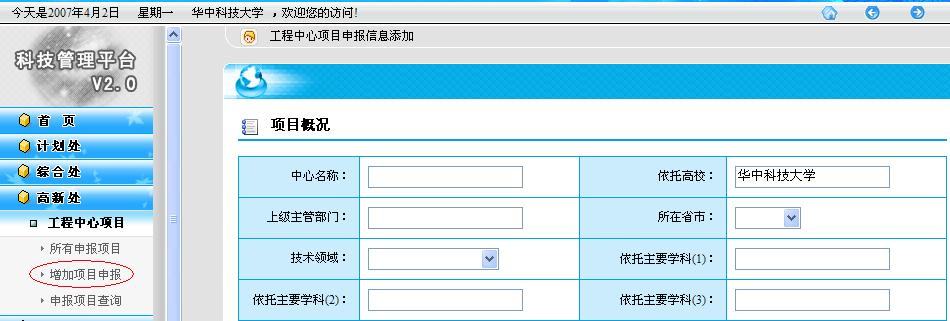 今天是2007年4月2日 星期一 华中科技大学 ,欢迎您的访问!
科技管理平台
V2.0
首 页
计划处
综合处
高新处
工程中心项目
所有申报项目
增加项目申报
申报项目查询
工程中心项目申报信息添加
项目概况
中心名称： 依托高校： 华中科技大学
上级主管部门： 所在省市：
技术领域： 依托主要学科(1)：
依托主要学科(2)： 依托主要学科(3)：